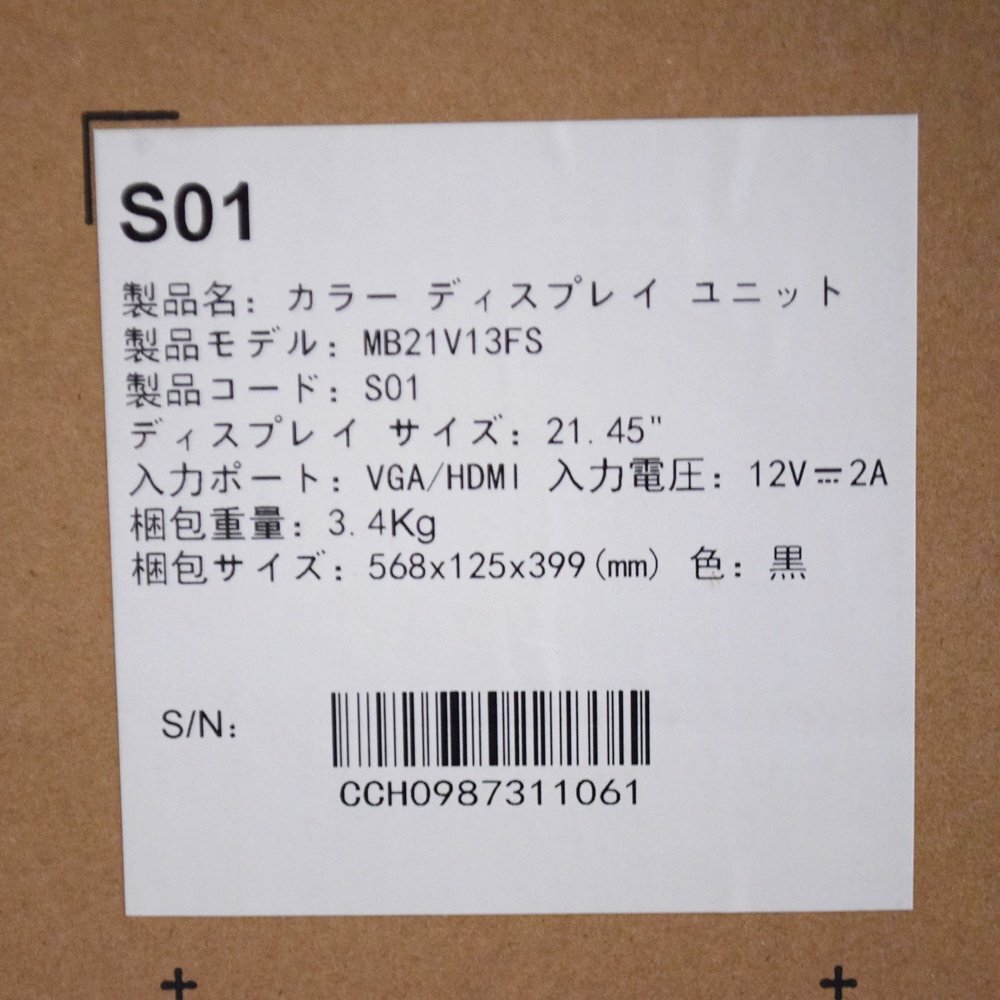 S01
製品名: カラー ディスプレイ ユニット
製品モデル: MB21V13FS
製品コード: S01
ディスプレイ サイズ: 21.45"
入力ポート: VGA/HDMI 入力電圧: 12V⎓2A
梱包重量: 3.4Kg
梱包サイズ: 568x125x399(mm) 色: 黒
S/N:
CCH0987311061